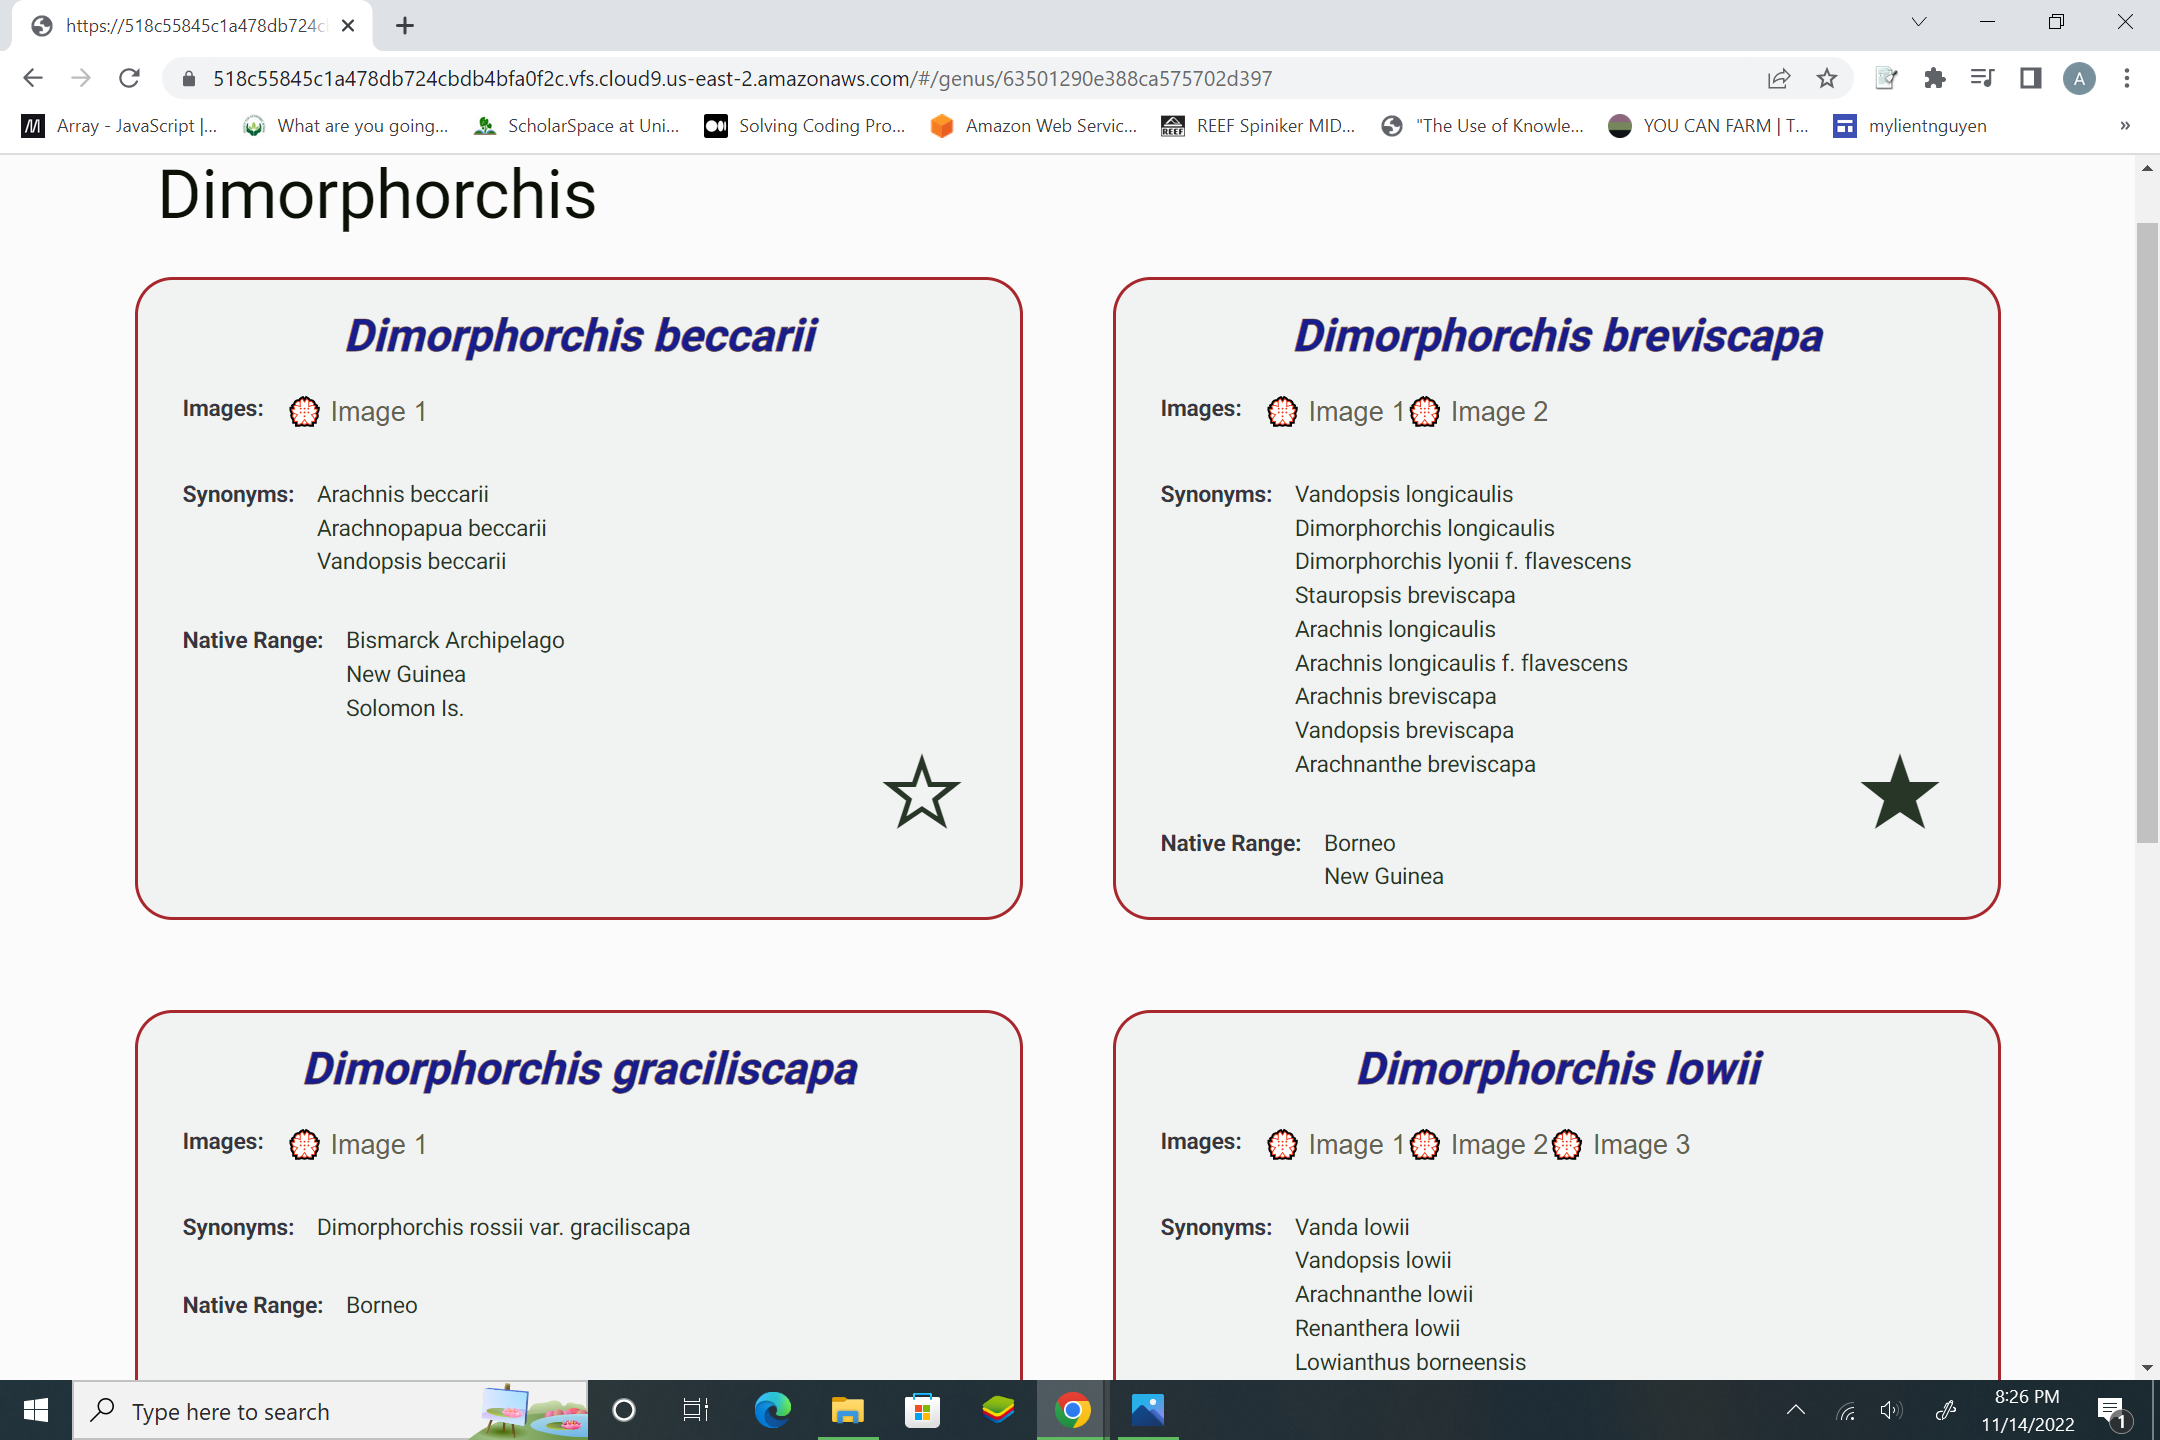 https://518c55845c1a478db724c
518c55845c1a478db724cbdb4bfa0f2c.vfs.cloud9.us-east-2.amazonaws.com/#/genus/63501290e388ca575702d397
A
Array - JavaScript |...
What are you going...
ScholarSpace at Uni...
Solving Coding Pro...
Amazon Web Servic...
REEF
REEF Spiniker MID...
"The Use of Knowle...
YOU CAN FARM | T...
mylientnguyen
»
Dimorphorchis
Dimorphorchis beccarii
Images: Image 1
Synonyms: Arachnis beccarii
Arachnopapua beccarii
Vandopsis beccarii
Native Range: Bismarck Archipelago
New Guinea
Solomon Is.
Dimorphorchis breviscapa
Images: Image 1 Image 2
Synonyms: Vandopsis longicaulis
Dimorphorchis longicaulis
Dimorphorchis lyonii f. flavescens
Stauropsis breviscapa
Arachnis longicaulis
Arachnis longicaulis f. flavescens
Arachnis breviscapa
Vandopsis breviscapa
Arachnanthe breviscapa
Native Range: Borneo
New Guinea
Dimorphorchis graciliscapa
Images: Image 1
Synonyms: Dimorphorchis rossii var. graciliscapa
Native Range: Borneo
Dimorphorchis lowii
Images: Image 1 Image 2 Image 3
Synonyms: Vanda lowii
Vandopsis lowii
Arachnanthe lowii
Renanthera lowii
Lowianthus borneensis
Type here to search
8:26 PM
11/14/2022
1